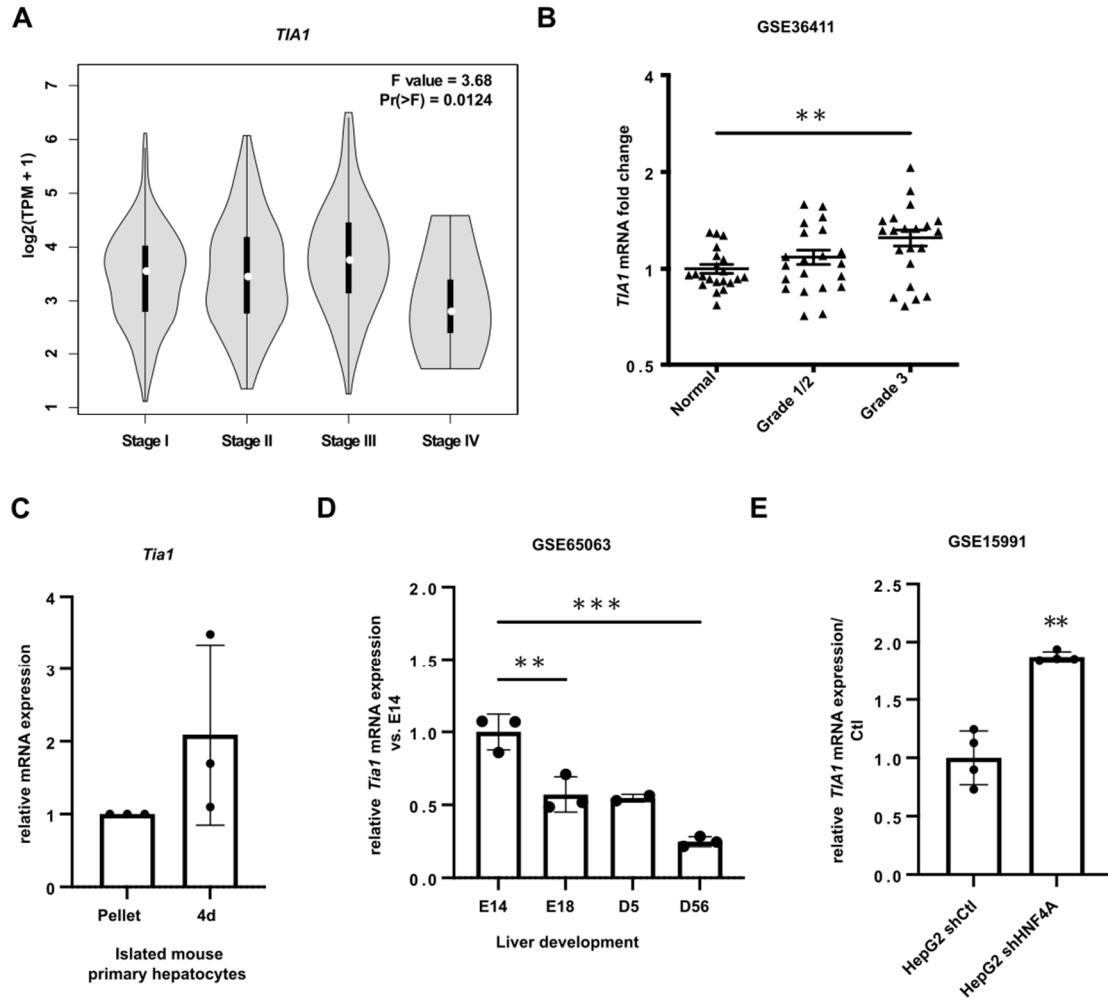 A
TIA1
F value = 3.68
Pr(>F) = 0.0124
log2(TPM + 1)
7
6
5
4
3
2
1
Stage I
Stage II
Stage III
Stage IV
B
GSE36411
**
TIA1 mRNA fold change
4
2
1
0.5
Normal
Grade 1/2
Grade 3
C
Tia1
relative mRNA expression
4
3
2
1
0
Pellet
4d
Islated mouse
primary hepatocytes
D
GSE65063
***
**
relative Tia1 mRNA expression
vs. E14
2.0
1.5
1.0
0.5
0.0
E14
E18
D5
D56
Liver development
E
GSE15991
**
relative TIA1 mRNA expression/
Ctl
2.5
2.0
1.5
1.0
0.5
0.0
HepG2 shCtl
HepG2 shHNF4A